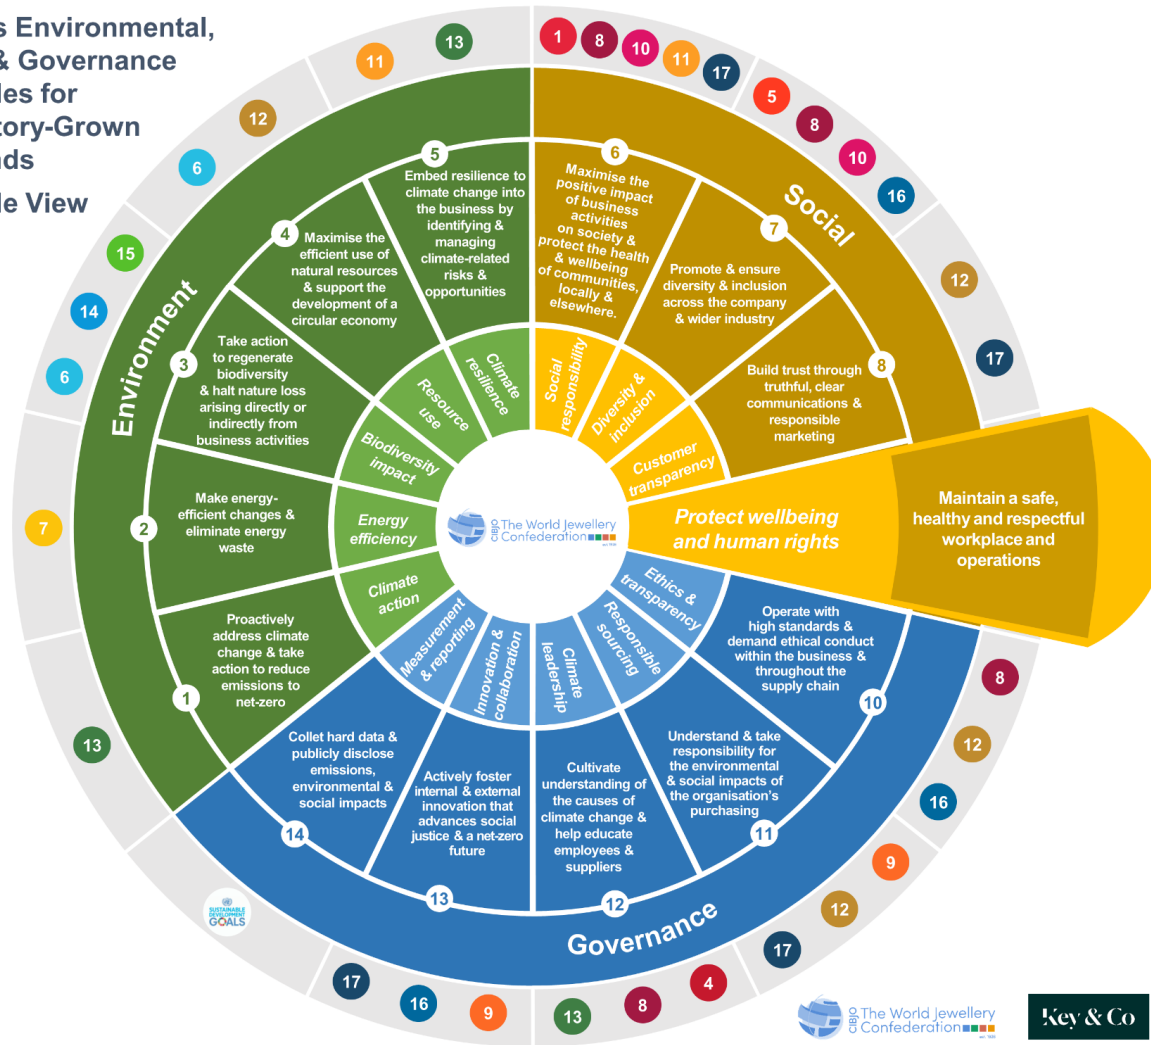 s Environmental,
& Governance
les for
tory-Grown
nds
le View
13
11
12
6
15
14
6
7
13
1
8
10
11
17
5
8
10
16
12
17
8
12
16
9
12
17
4
8
13
9
16
17
SUSTAINABLE
DEVELOPMENT
GOALS
Environment
1
Proactively
address climate
change & take
action to reduce
emissions to
net-zero
Climate
action
2
Make energy-
efficient changes &
eliminate energy
waste
Energy
efficiency
3
Take action
to regenerate
biodiversity
& halt nature loss
arising directly or
indirectly from
business activities
Biodiversity
impact
4
Maximise the
efficient use of
natural resources
& support the
development of a
circular economy
Resource
use
5
Embed resilience to
climate change into
the business by
identifying &
managing
climate-related
risks &
opportunities
Climate
resilience
Social
6
Maximise the
positive impact
of business
activities
on society &
protect the health
& wellbeing
of communities,
locally &
elsewhere.
Social
responsibility
7
Promote & ensure
diversity & inclusion
across the company
& wider industry
Diversity &
inclusion
8
Build trust through
truthful, clear
communications &
responsible
marketing
Customer
transparency
Protect wellbeing
and human rights
Maintain a safe,
healthy and respectful
workplace and
operations
Governance
10
Operate with
high standards &
demand ethical conduct
within the business &
throughout the
supply chain
Ethics &
transparency
11
Understand & take
responsibility for
the environmental
& social impacts of
the organisation's
purchasing
Responsible
sourcing
12
Cultivate
understanding of
the causes of
climate change &
help educate
employees &
suppliers
Climate
leadership
13
Actively foster
internal & external
innovation that
advances social
justice & a net-zero
future
Innovation &
collaboration
14
Collet hard data &
publicly disclose
emissions,
environmental &
social impacts
Measurement
& reporting
CIBJO
The World Jewellery
Confederation
CIBJO
The World Jewellery
Confederation
Key & Co